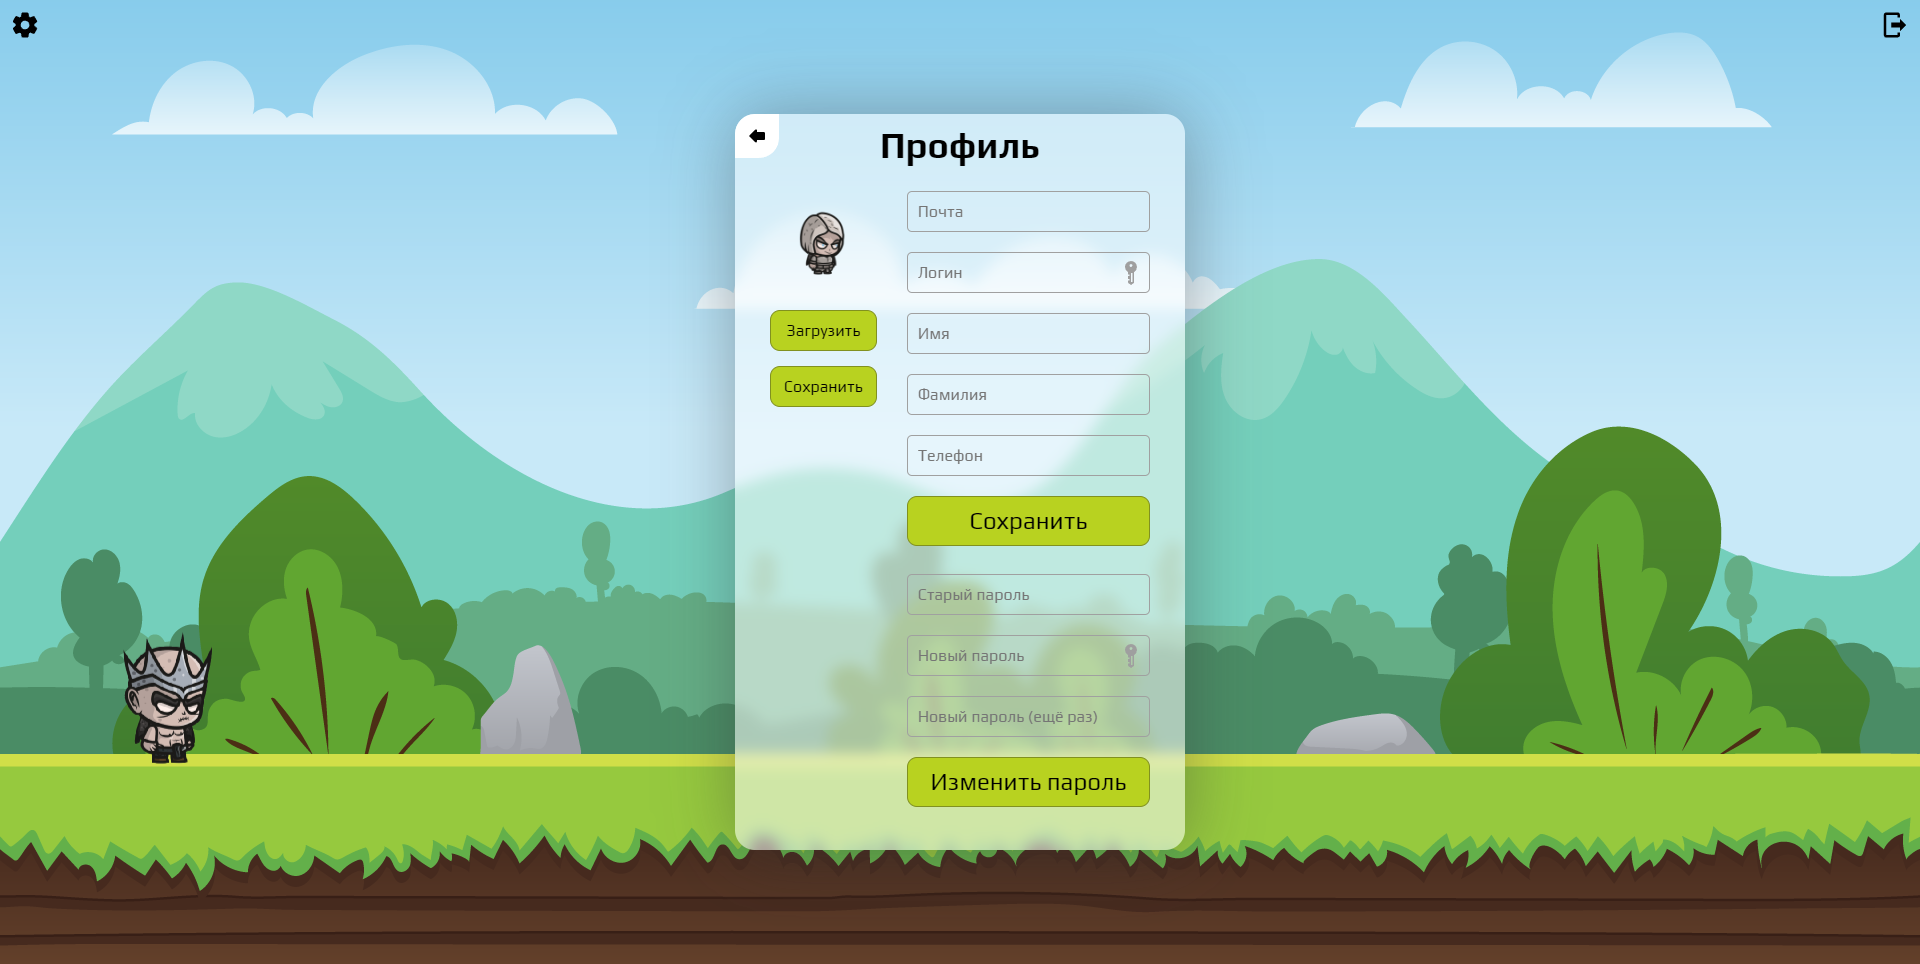 Профиль
Почта
Логин
Загрузить
Имя
Сохранить
Фамилия
Телефон
Сохранить
Старый пароль
Новый пароль
Новый пароль (ещё раз)
Изменить пароль